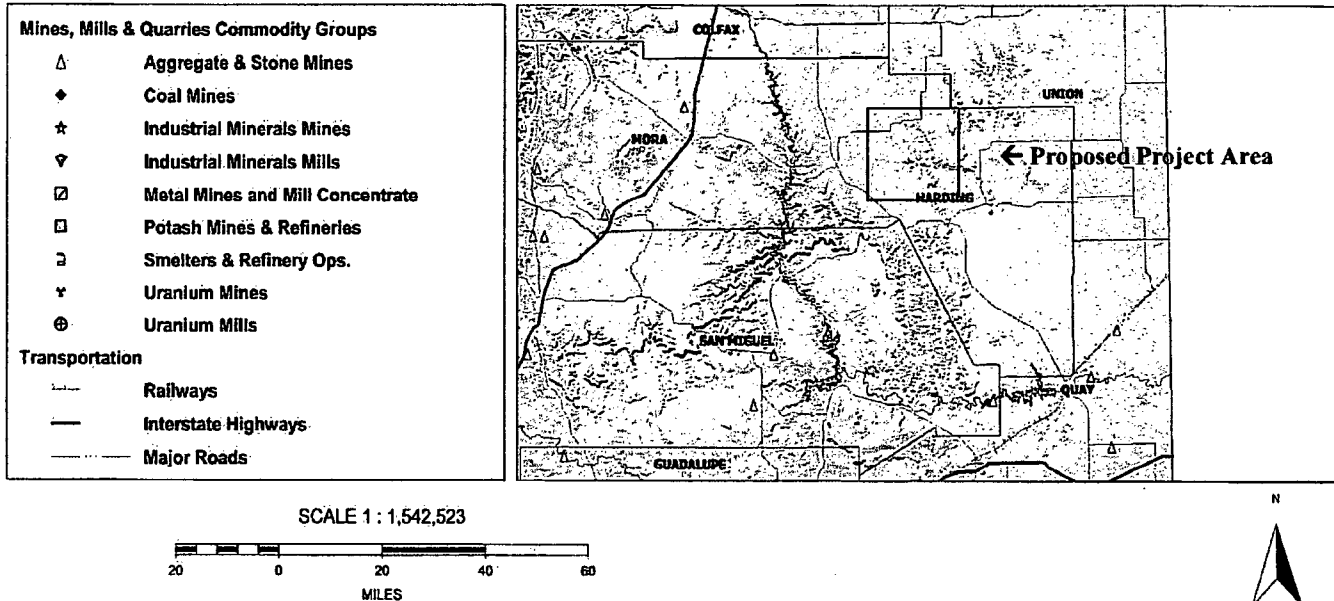 Mines, Mills & Quarries Commodity Groups
Aggregate & Stone Mines
Coal Mines
Industrial Minerals Mines
Industrial Minerals Mills
Metal Mines and Mill Concentrate
Potash Mines & Refineries
Smelters & Refinery Ops.
Uranium Mines
Uranium Mills
Transportation
Railways
Interstate Highways
Major Roads
COLFAX
UNION
MORA
← Proposed Project Area
HARDING
SAN MIGUEL
QUAY
GUADALUPE
SCALE 1 : 1,542,523
20 0 20 40 60
MILES
N